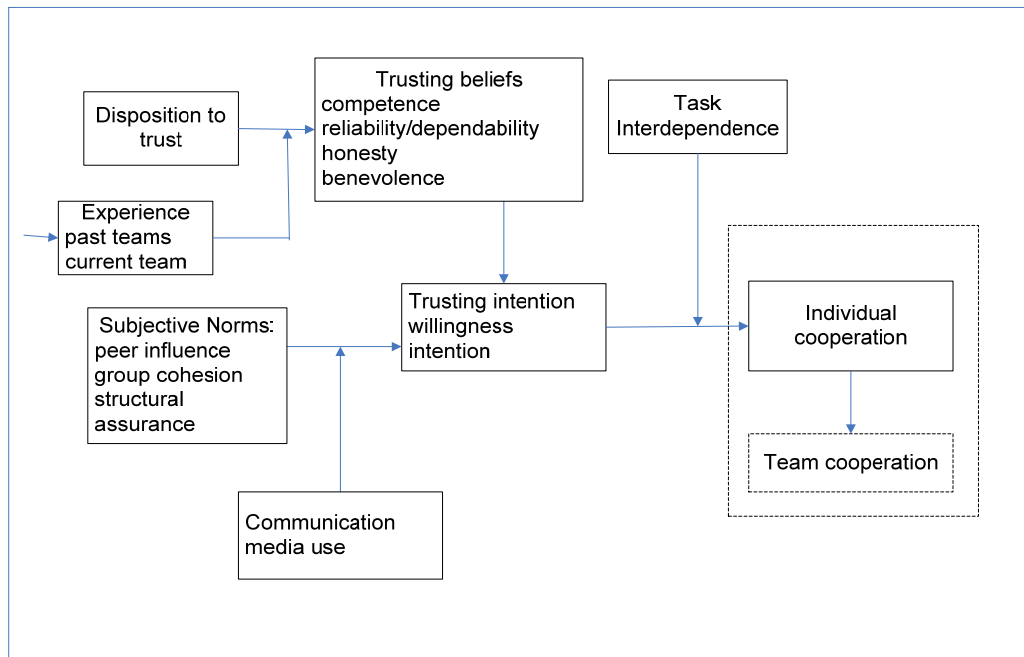 Disposition to
trust
Trusting beliefs
competence
reliability/dependability
honesty
benevolence
Task
Interdependence
Experience
past teams
current team
Subjective Norms:
peer influence
group cohesion
structural
assurance
Trusting intention
willingness
intention
Individual
cooperation
Team cooperation
Communication
media use